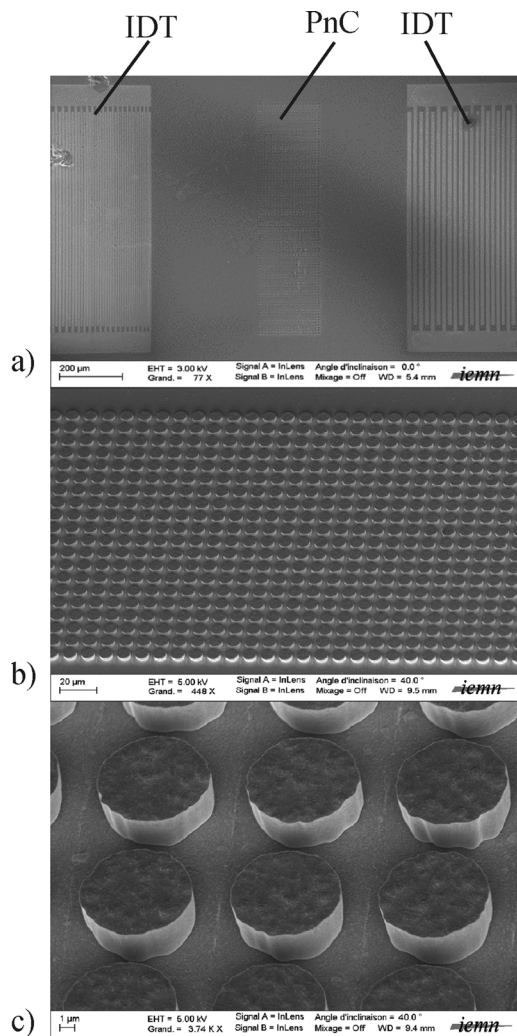 IDT PnC IDT
a)
200 µm EHT = 3.00 kV Signal A = InLens Angle d'inclinaison = 0.0 °
Grand. = 77 X Signal B = InLens Mixage = Off WD = 5.4 mm iemn
b)
20 µm EHT = 5.00 kV Signal A = InLens Angle d'inclinaison = 40.0 °
Grand. = 448 X Signal B = InLens Mixage = Off WD = 9.5 mm iemn
c)
1 µm EHT = 5.00 kV Signal A = InLens Angle d'inclinaison = 40.0 °
Grand. = 3.74 K X Signal B = InLens Mixage = Off WD = 9.4 mm iemn